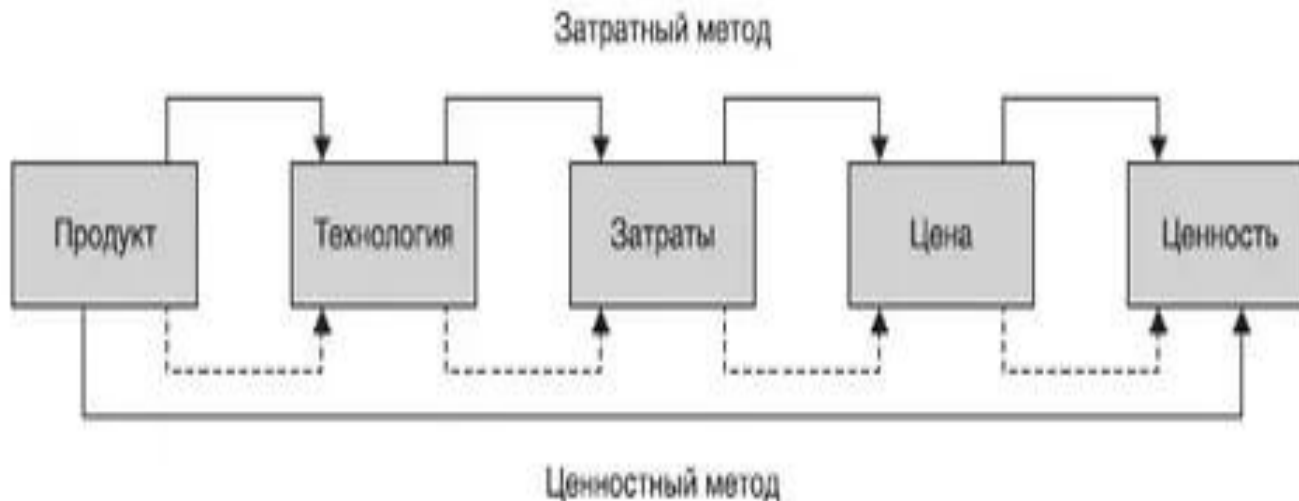 Затратный метод
Продукт
Технология
Затраты
Цена
Ценность
Ценностный метод